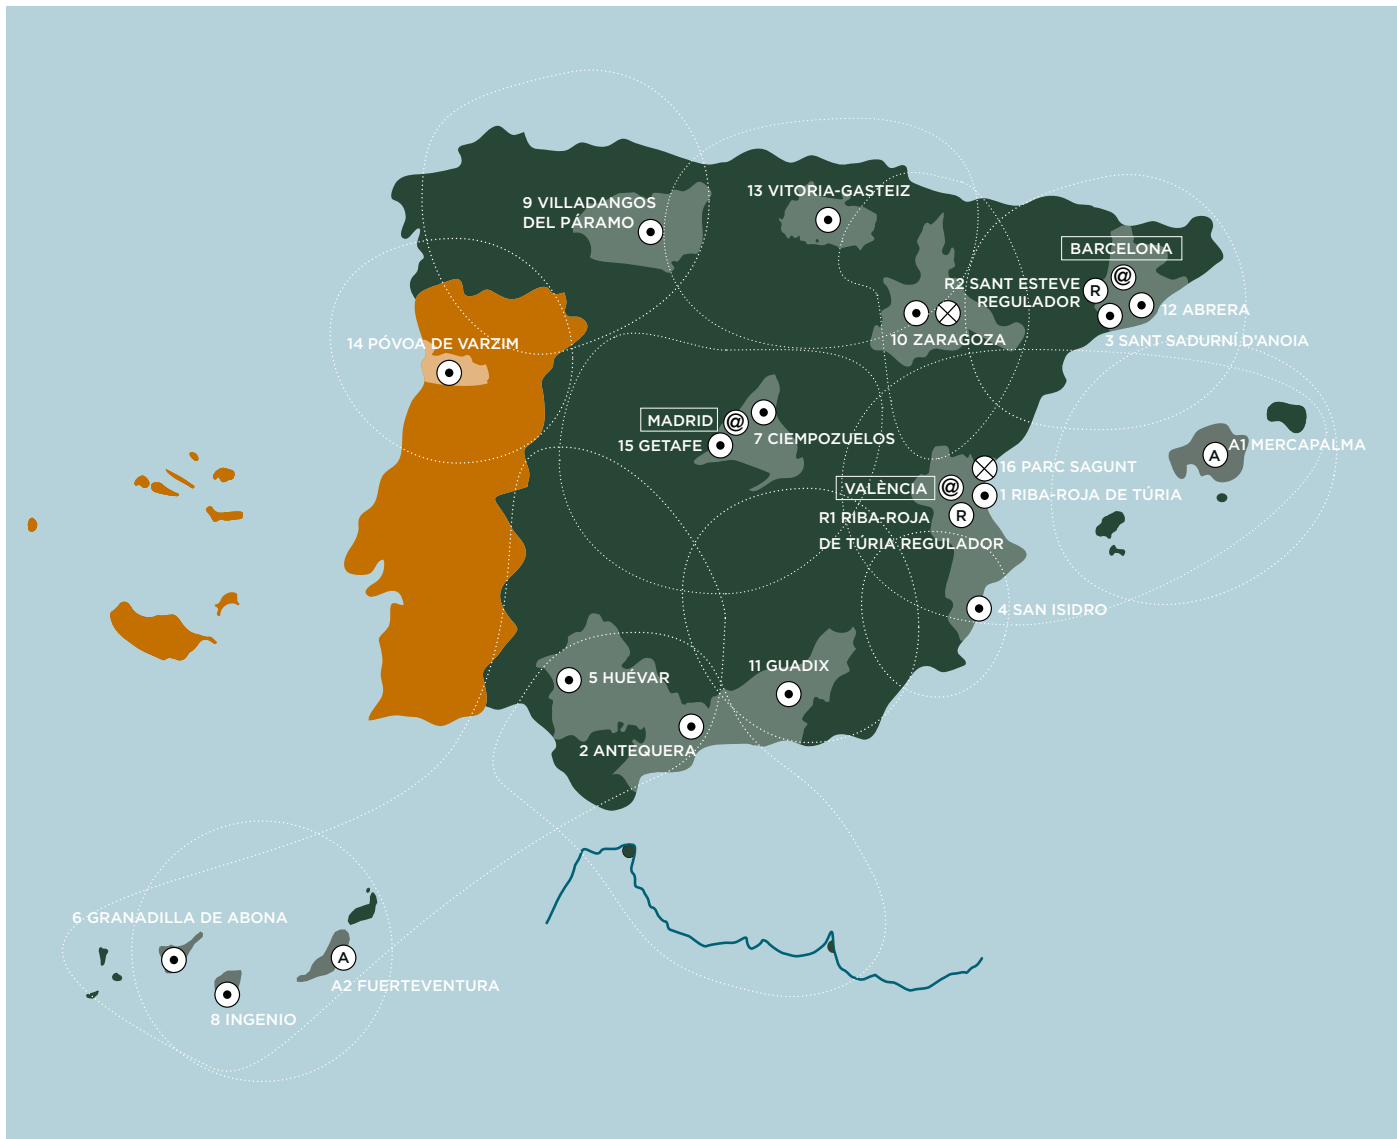 9 VILLADANGOS
DEL PÁRAMO
13 VITORIA-GASTEIZ
BARCELONA
@
R2 SANT ESTEVE
REGULADOR
R
12 ABRERA
3 SANT SADURNÍ D'ANOIA
10 ZARAGOZA
14 PÓVOA DE VARZIM
MADRID
@
7 CIEMPOZUELOS
15 GETAFE
A
A1 MERCAPALMA
16 PARC SAGUNT
VALÈNCIA
@
1 RIBA-ROJA DE TÚRIA
R1 RIBA-ROJA
DE TÚRIA REGULADOR
R
4 SAN ISIDRO
5 HUÉVAR
11 GUADIX
2 ANTEQUERA
6 GRANADILLA DE ABONA
A
A2 FUERTEVENTURA
8 INGENIO